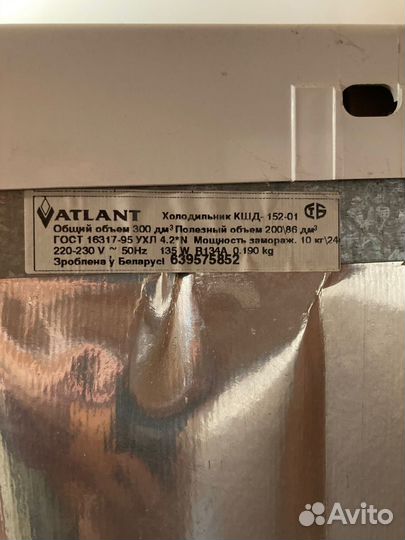 ATLANT Холодильник КШД- 152-01
Общий объем 300 дм³ Полезный объем 200\86 дм³
ГОСТ 16317-95 УХЛ 4.2*N Мощность замораж. 10 кг\24
220-230 V ~ 50Hz 135 W R134A 0.190 kg
Зроблена у Беларусі 639575852
Avito